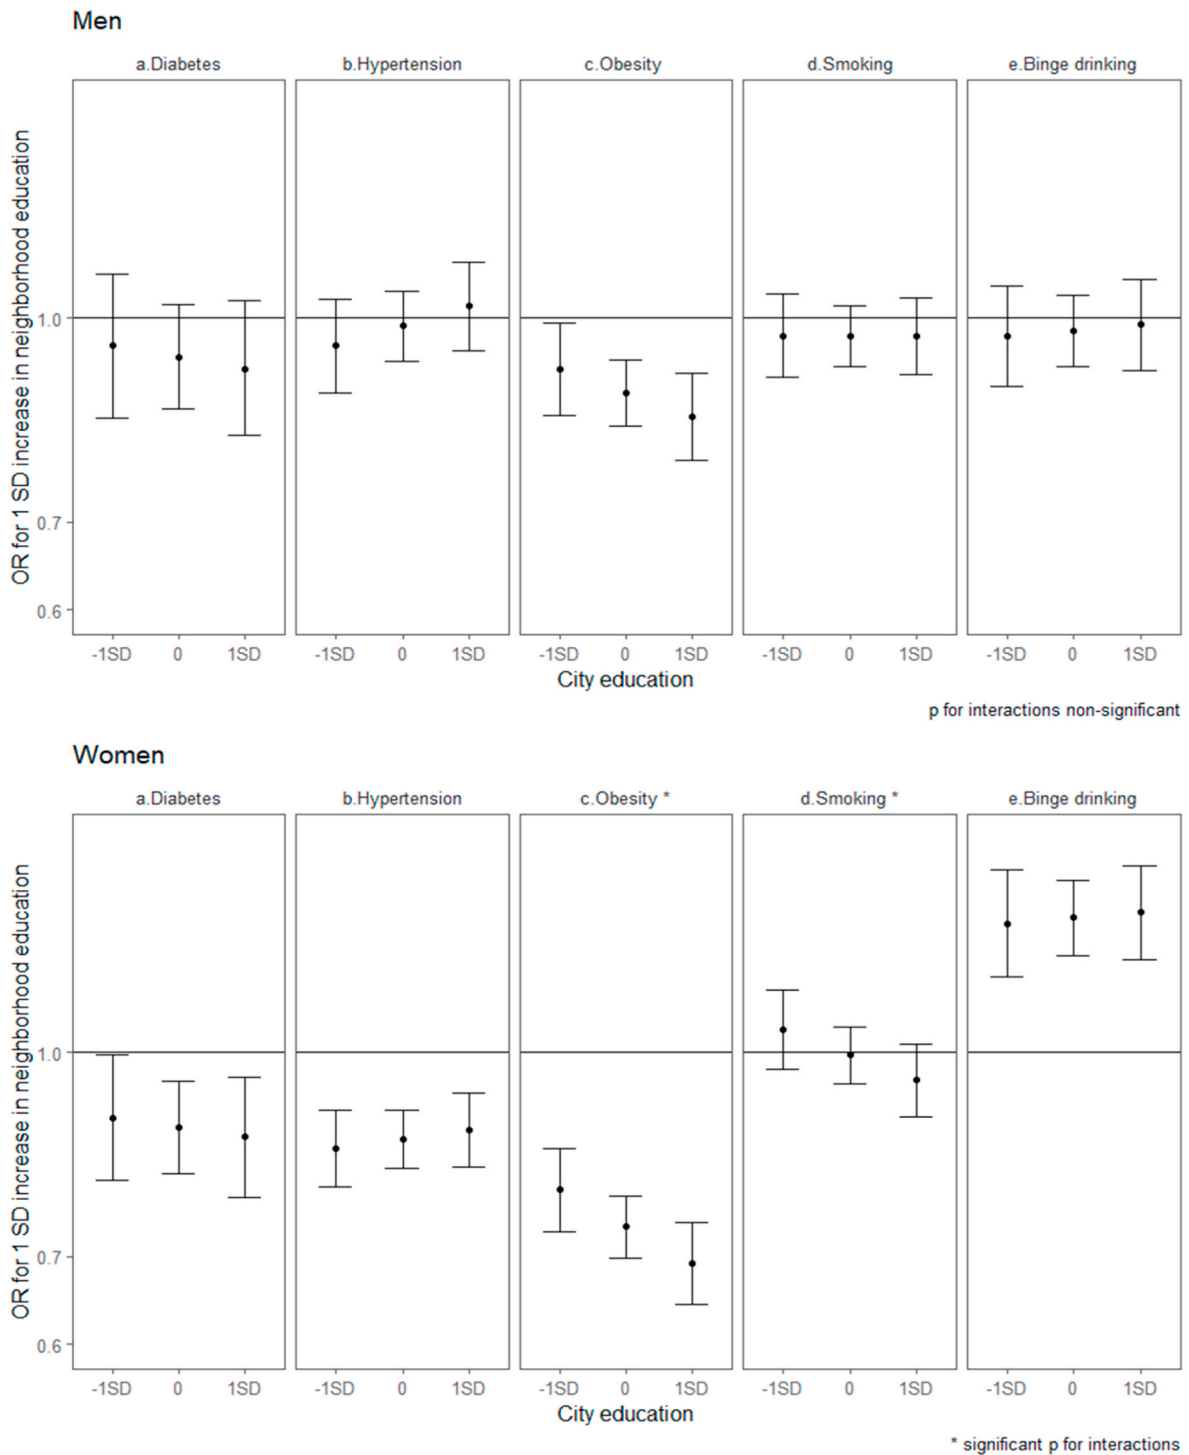 Men
a.Diabetes b.Hypertension c.Obesity d.Smoking e.Binge drinking
OR for 1 SD increase in neighborhood education
1.0
0.7
0.6
-1SD 0 1SD -1SD 0 1SD -1SD 0 1SD -1SD 0 1SD -1SD 0 1SD
City education
p for interactions non-significant
Women
a.Diabetes b.Hypertension c.Obesity * d.Smoking * e.Binge drinking
OR for 1 SD increase in neighborhood education
1.0
0.7
0.6
-1SD 0 1SD -1SD 0 1SD -1SD 0 1SD -1SD 0 1SD -1SD 0 1SD
City education
* significant p for interactions